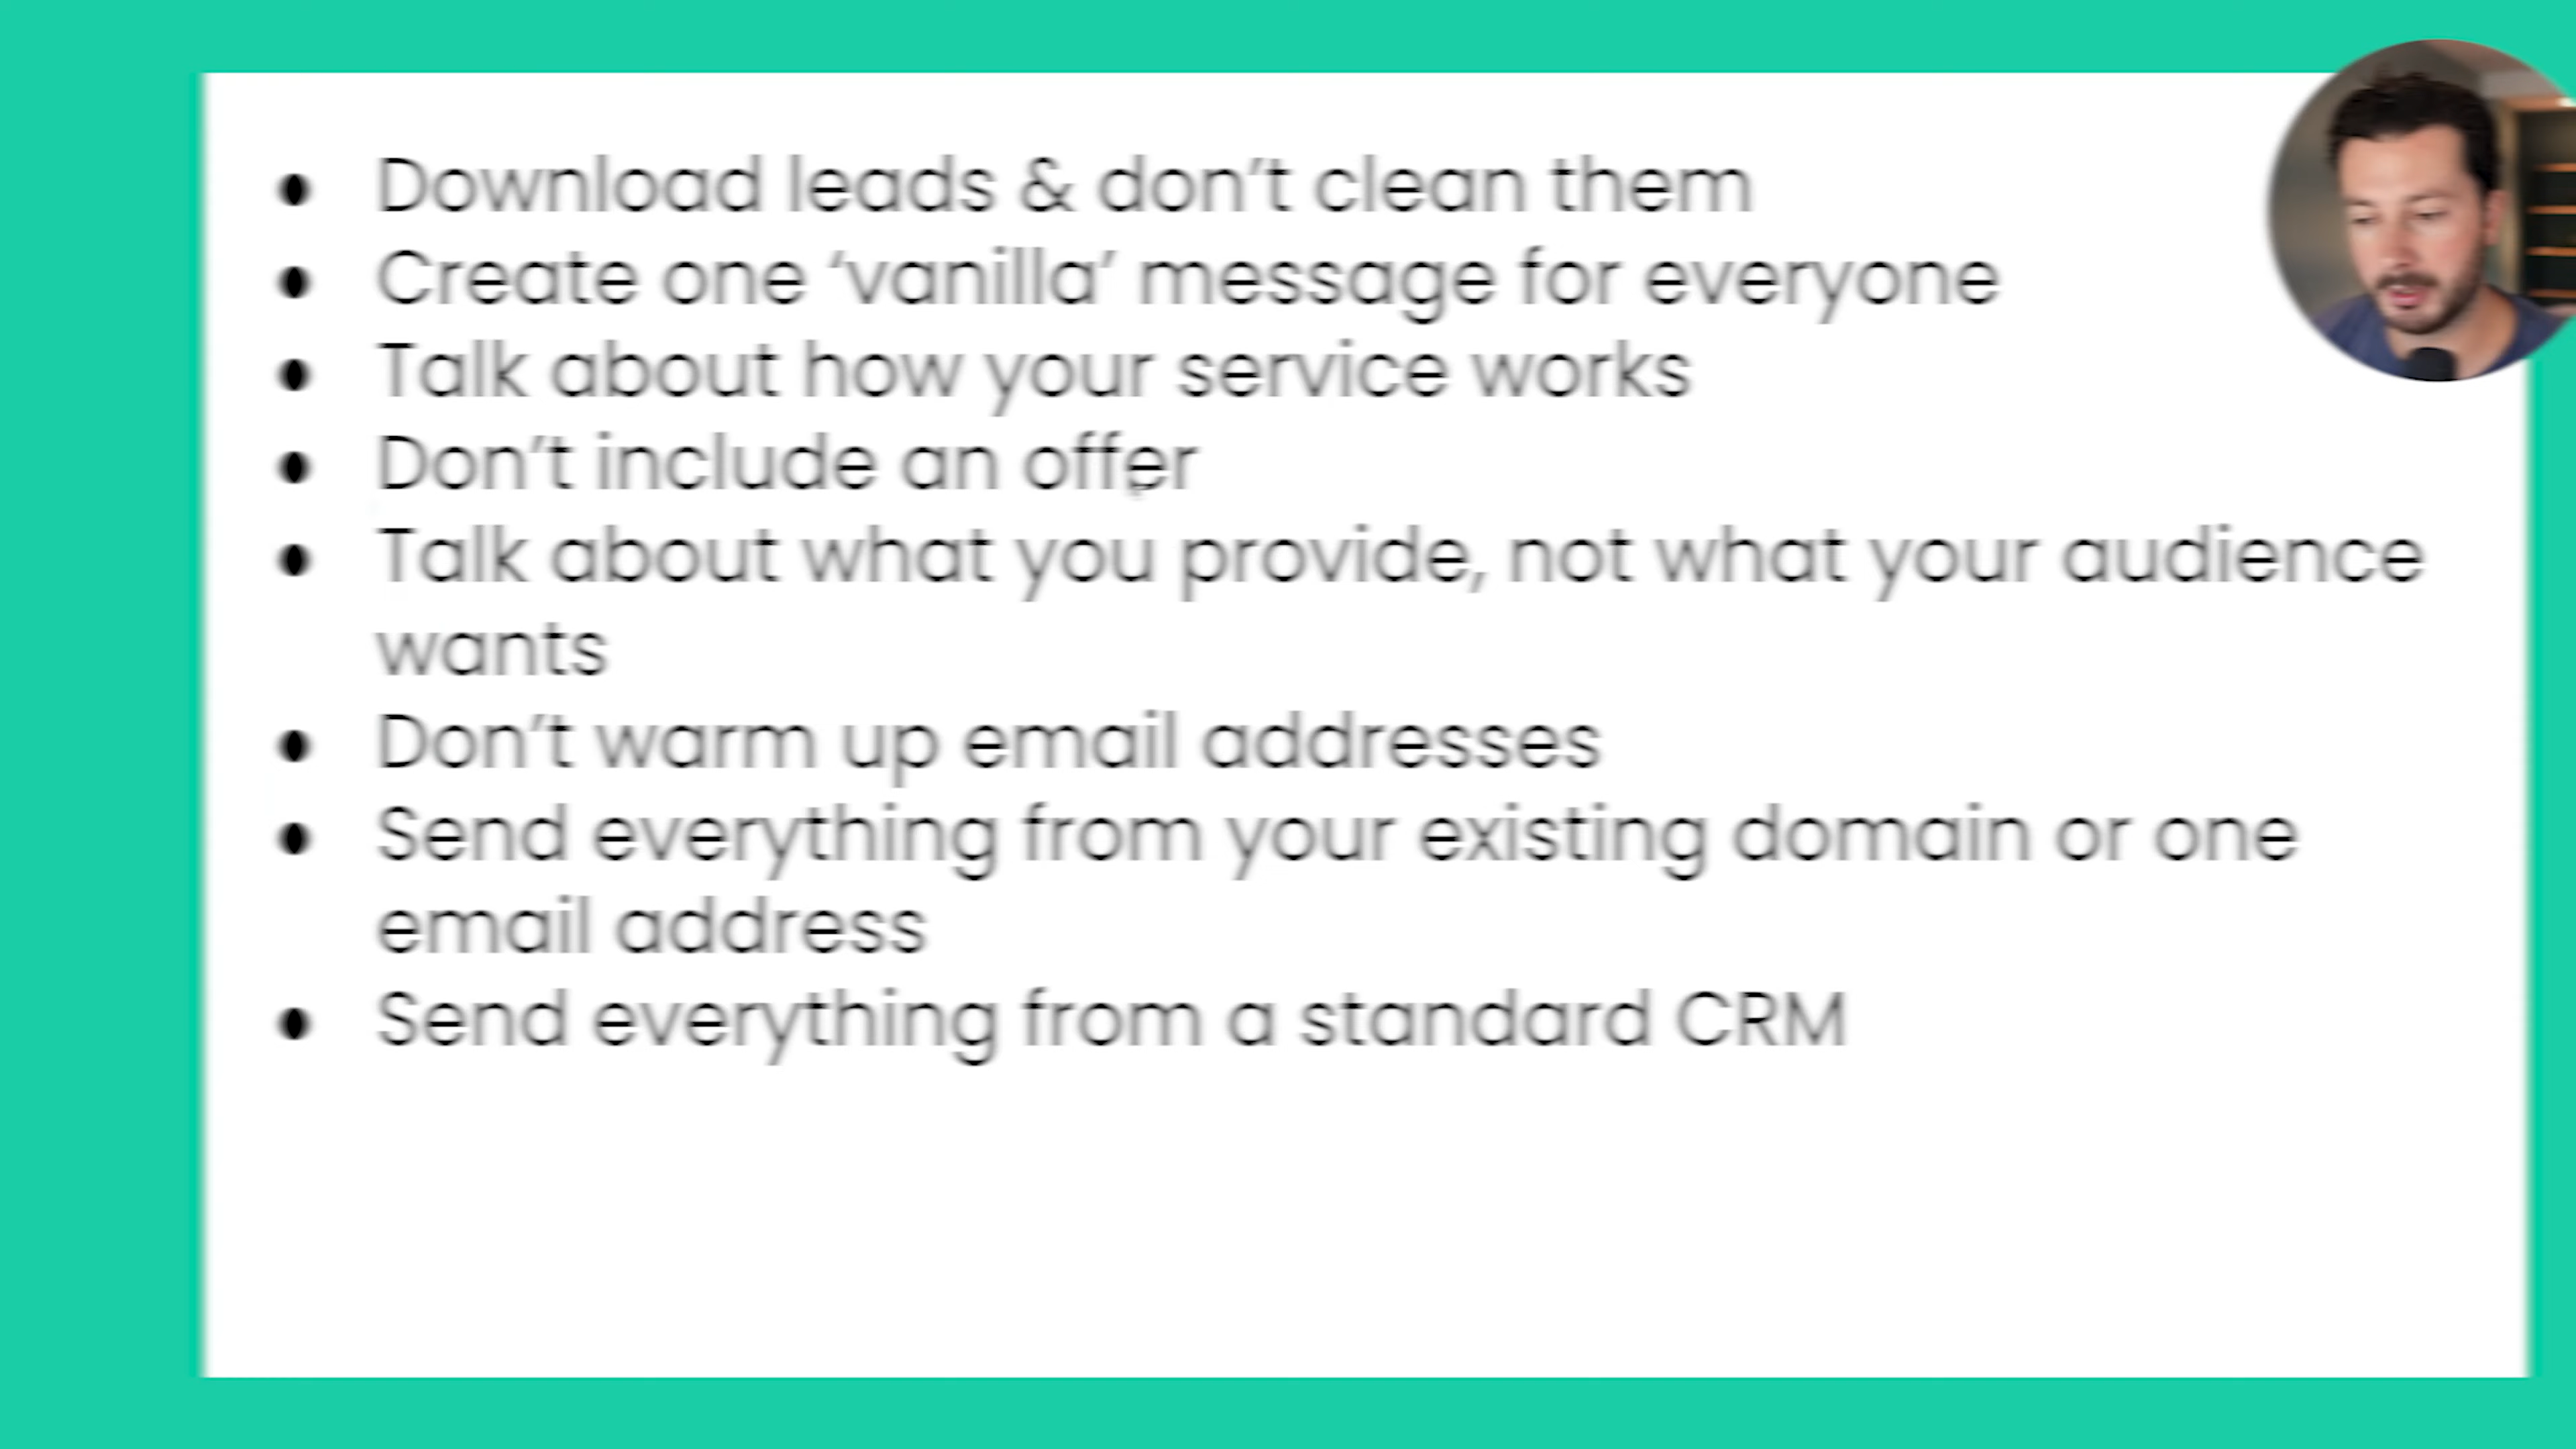 • Download leads & don’t clean them
• Create one ‘vanilla’ message for everyone
• Talk about how your service works
• Don’t include an offer
• Talk about what you provide, not what your audience
wants
• Don’t warm up email addresses
• Send everything from your existing domain or one
email address
• Send everything from a standard CRM